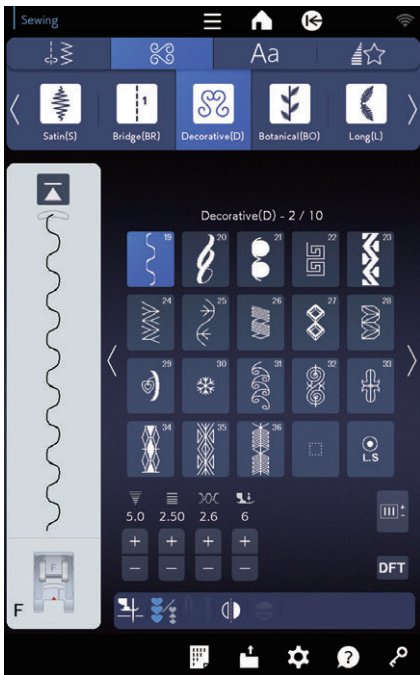 Sewing
Aa
Satin(S) Bridge(BR) Decorative(D) Botanical(BO) Long(L)
1
Decorative(D) - 2 / 10
19 20 21 22 23
24 25 26 27 28
29 30 31 32 33
34 35 36
L.S
5.0 2.50 2.6 6
+ + + +
− − − −
DFT
F
F
?